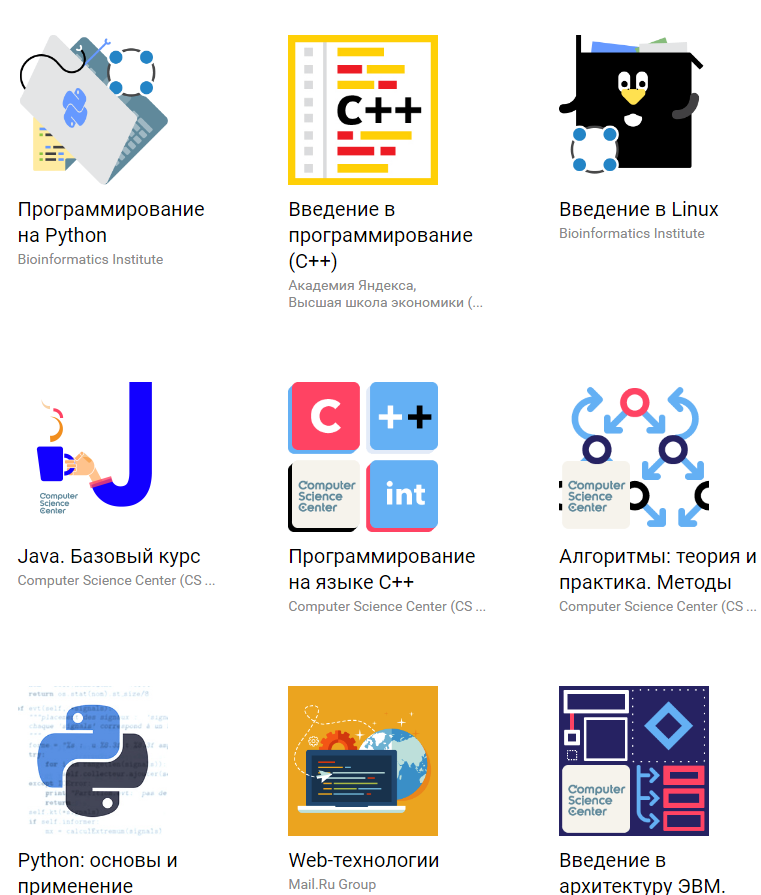 C++
Программирование
на Python
Bioinformatics Institute
Введение в
программирование
(C++)
Академия Яндекса,
Высшая школа экономики (...
Введение в Linux
Bioinformatics Institute
Computer
Science
Center
Java. Базовый курс
Computer Science Center (CS ...
C ++
Computer
Science
Center
int
Программирование
на языке C++
Computer Science Center (CS ...
Computer
Science
Center
Алгоритмы: теория и
практика. Методы
Computer Science Center (CS ...
Python: основы и
применение
Web-технологии
Mail.Ru Group
Computer
Science
Center
Введение в
архитектуру ЭВМ.